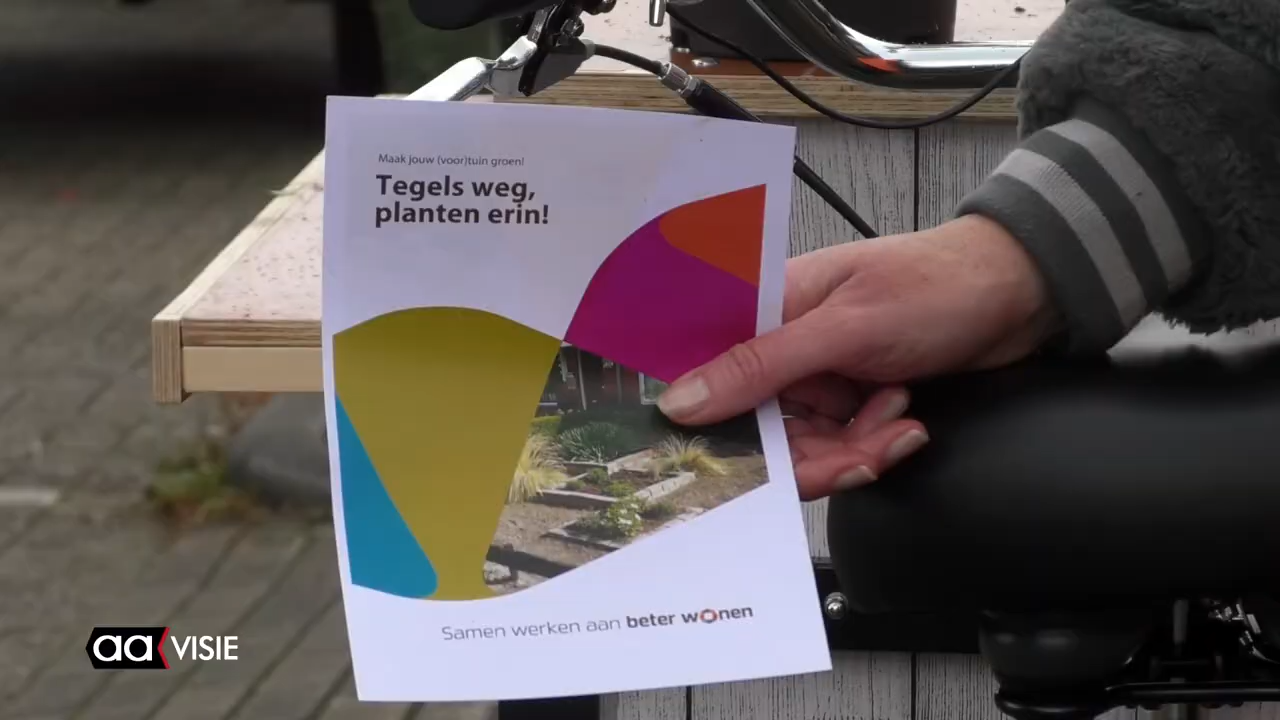 Maak jouw (voor)tuin groen!
Tegels weg,
planten erin!
Samen werken aan beter wonen
aa VISIE